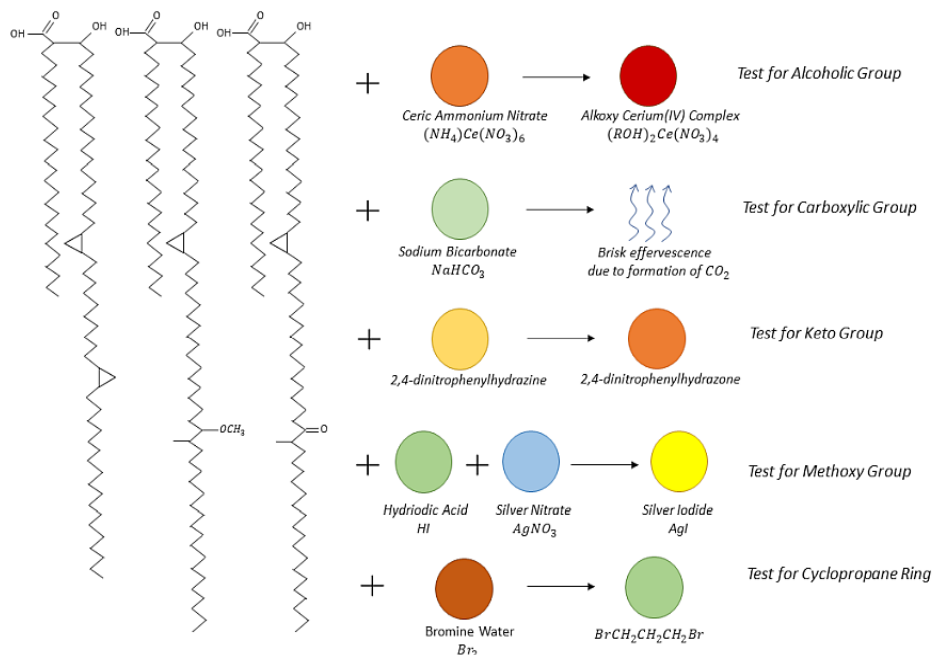 OH
O
OH
OH
O
OH
OH
O
OH
+
Ceric Ammonium Nitrate
(NH4)Ce(NO3)6
Alkoxy Cerium(IV) Complex
(ROH)2Ce(NO3)4
Test for Alcoholic Group
+
Sodium Bicarbonate
NaHCO3
Brisk effervescence
due to formation of CO2
Test for Carboxylic Group
+
2,4-dinitrophenylhydrazine
2,4-dinitrophenylhydrazone
Test for Keto Group
OCH3
O
+
Hydriodic Acid
HI
+
Silver Nitrate
AgNO3
Silver Iodide
AgI
Test for Methoxy Group
+
Bromine Water
Br2
BrCH2CH2CH2Br
Test for Cyclopropane Ring